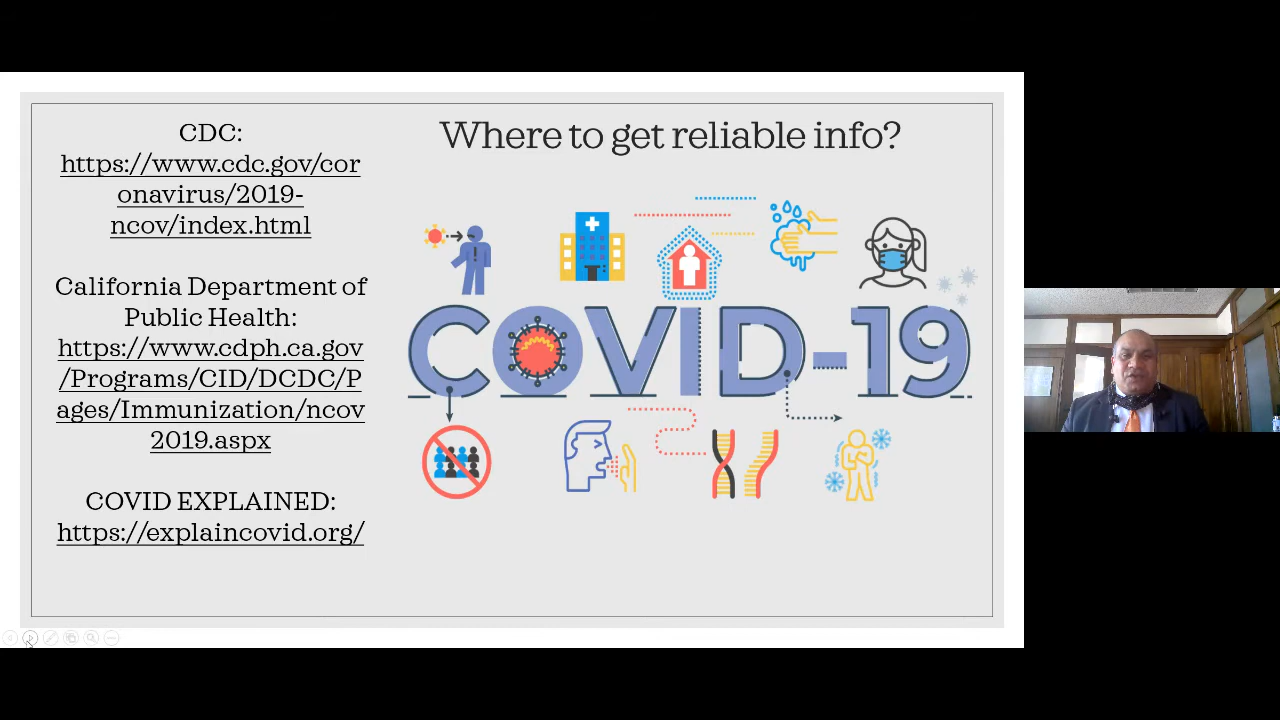 CDC:
https://www.cdc.gov/cor
onavirus/2019-
ncov/index.html
California Department of
Public Health:
https://www.cdph.ca.gov
/Programs/CID/DCDC/P
ages/Immunization/ncov
2019.aspx
COVID EXPLAINED:
https://explaincovid.org/
Where to get reliable info?
COVID-19